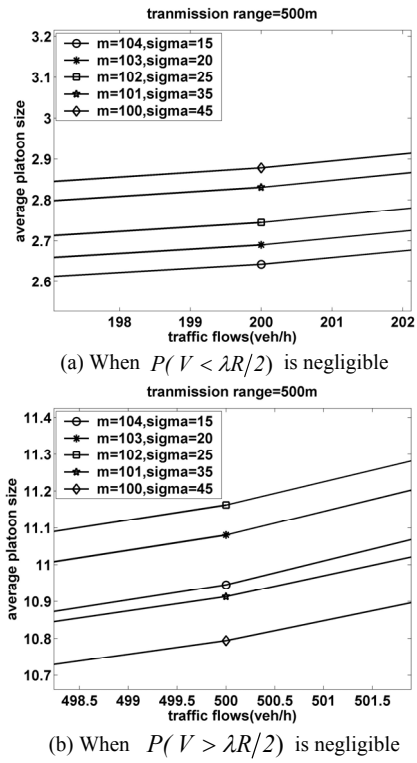 tranmission range=500m
3.2
3.1
3
2.9
2.8
2.7
2.6
average platoon size
m=104,sigma=15
m=103,sigma=20
m=102,sigma=25
m=101,sigma=35
m=100,sigma=45
198 199 200 201 202
traffic flows(veh/h)
(a) When P( V < λR/2) is negligible
tranmission range=500m
11.4
11.3
11.2
11.1
11
10.9
10.8
10.7
average platoon size
m=104,sigma=15
m=103,sigma=20
m=102,sigma=25
m=101,sigma=35
m=100,sigma=45
498.5 499 499.5 500 500.5 501 501.5
traffic flows(veh/h)
(b) When P( V > λR/2) is negligible